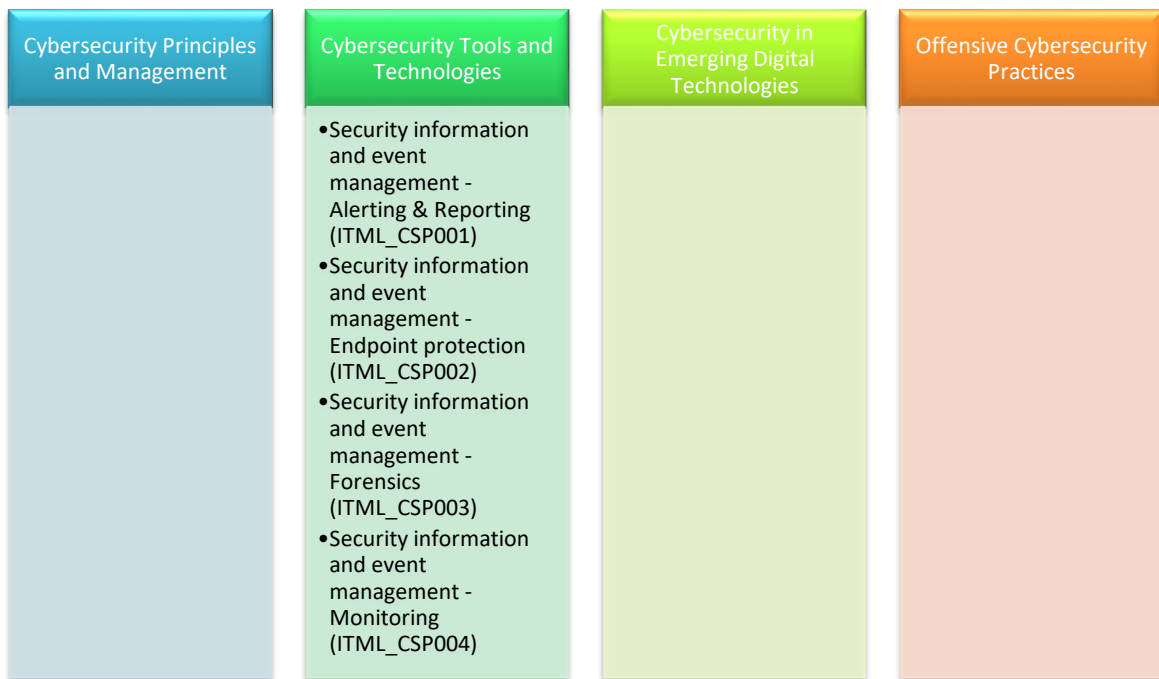 Cybersecurity Principles
and Management
Cybersecurity Tools and
Technologies
•Security information
and event
management -
Alerting & Reporting
(ITML_CSP001)
•Security information
and event
management -
Endpoint protection
(ITML_CSP002)
•Security information
and event
management -
Forensics
(ITML_CSP003)
•Security information
and event
management -
Monitoring
(ITML_CSP004)
Cybersecurity in
Emerging Digital
Technologies
Offensive Cybersecurity
Practices